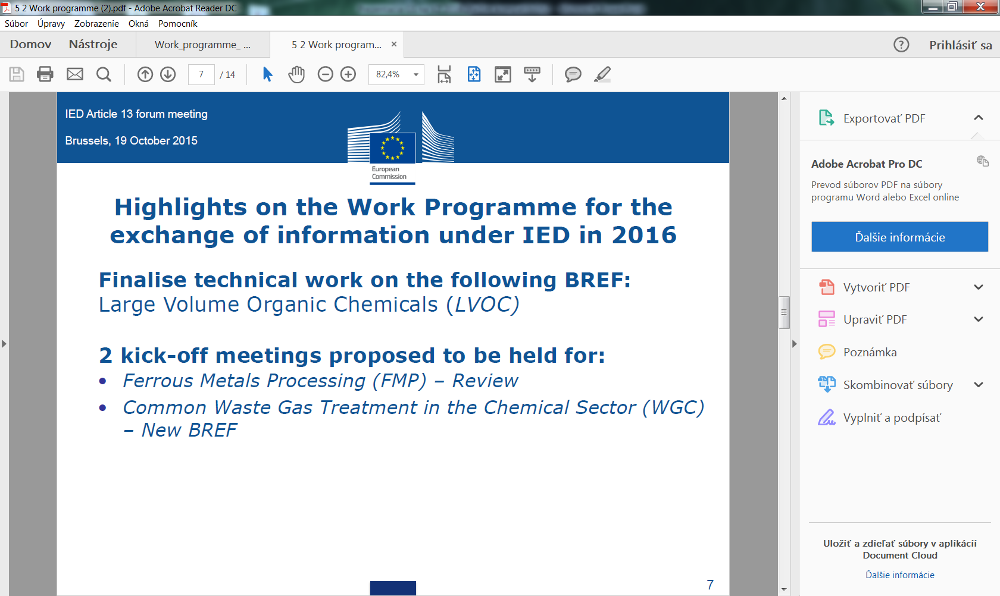 5 2 Work programme (2).pdf - Adobe Acrobat Reader DC
Súbor Úpravy Zobrazenie Okná Pomocník
Domov Nástroje Work_programme_ ... 5 2 Work program... × ? Prihlásiť sa
7 / 14 82,4%
IED Article 13 forum meeting
Brussels, 19 October 2015
European
Commission
Highlights on the Work Programme for the
exchange of information under IED in 2016
Finalise technical work on the following BREF:
Large Volume Organic Chemicals (LVOC)
2 kick-off meetings proposed to be held for:
• Ferrous Metals Processing (FMP) – Review
• Common Waste Gas Treatment in the Chemical Sector (WGC)
– New BREF
7
Exportovať PDF
Adobe Acrobat Pro DC
Prevod súborov PDF na súbory
programu Word alebo Excel online
Ďalšie informácie
Vytvoriť PDF
Upraviť PDF
Poznámka
Skombinovať súbory
Vyplniť a podpísať
Uložiť a zdieľať súbory v aplikácii
Document Cloud
Ďalšie informácie